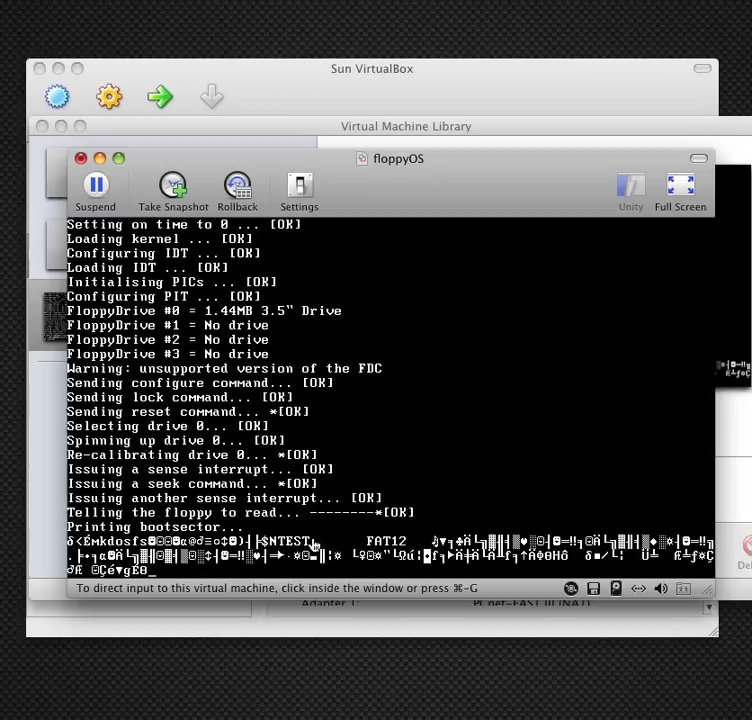 Sun VirtualBox
Virtual Machine Library
floppyOS
Suspend
Take Snapshot
Rollback
Settings
Unity
Full Screen
Setting on time to 0 ... [OK]
Loading kernel ... [OK]
Configuring IDT ... [OK]
Loading IDT ... [OK]
Initialising PICs ... [OK]
Configuring PIT ... [OK]
FloppyDrive #0 = 1.44MB 3.5" Drive
FloppyDrive #1 = No drive
FloppyDrive #2 = No drive
FloppyDrive #3 = No drive
Warning: unsupported version of the FDC
Sending configure command... [OK]
Sending lock command... [OK]
Sending reset command... *[OK]
Selecting drive 0... [OK]
Spinning up drive 0... [OK]
Re-calibrating drive 0... *[OK]
Issuing a sense interrupt... [OK]
Issuing a seek command... *[OK]
Issuing another sense interrupt... [OK]
Telling the floppy to read... --------*[OK]
Printing bootsector...
FAT12
To direct input to this virtual machine, click inside the window or press ⌘-G